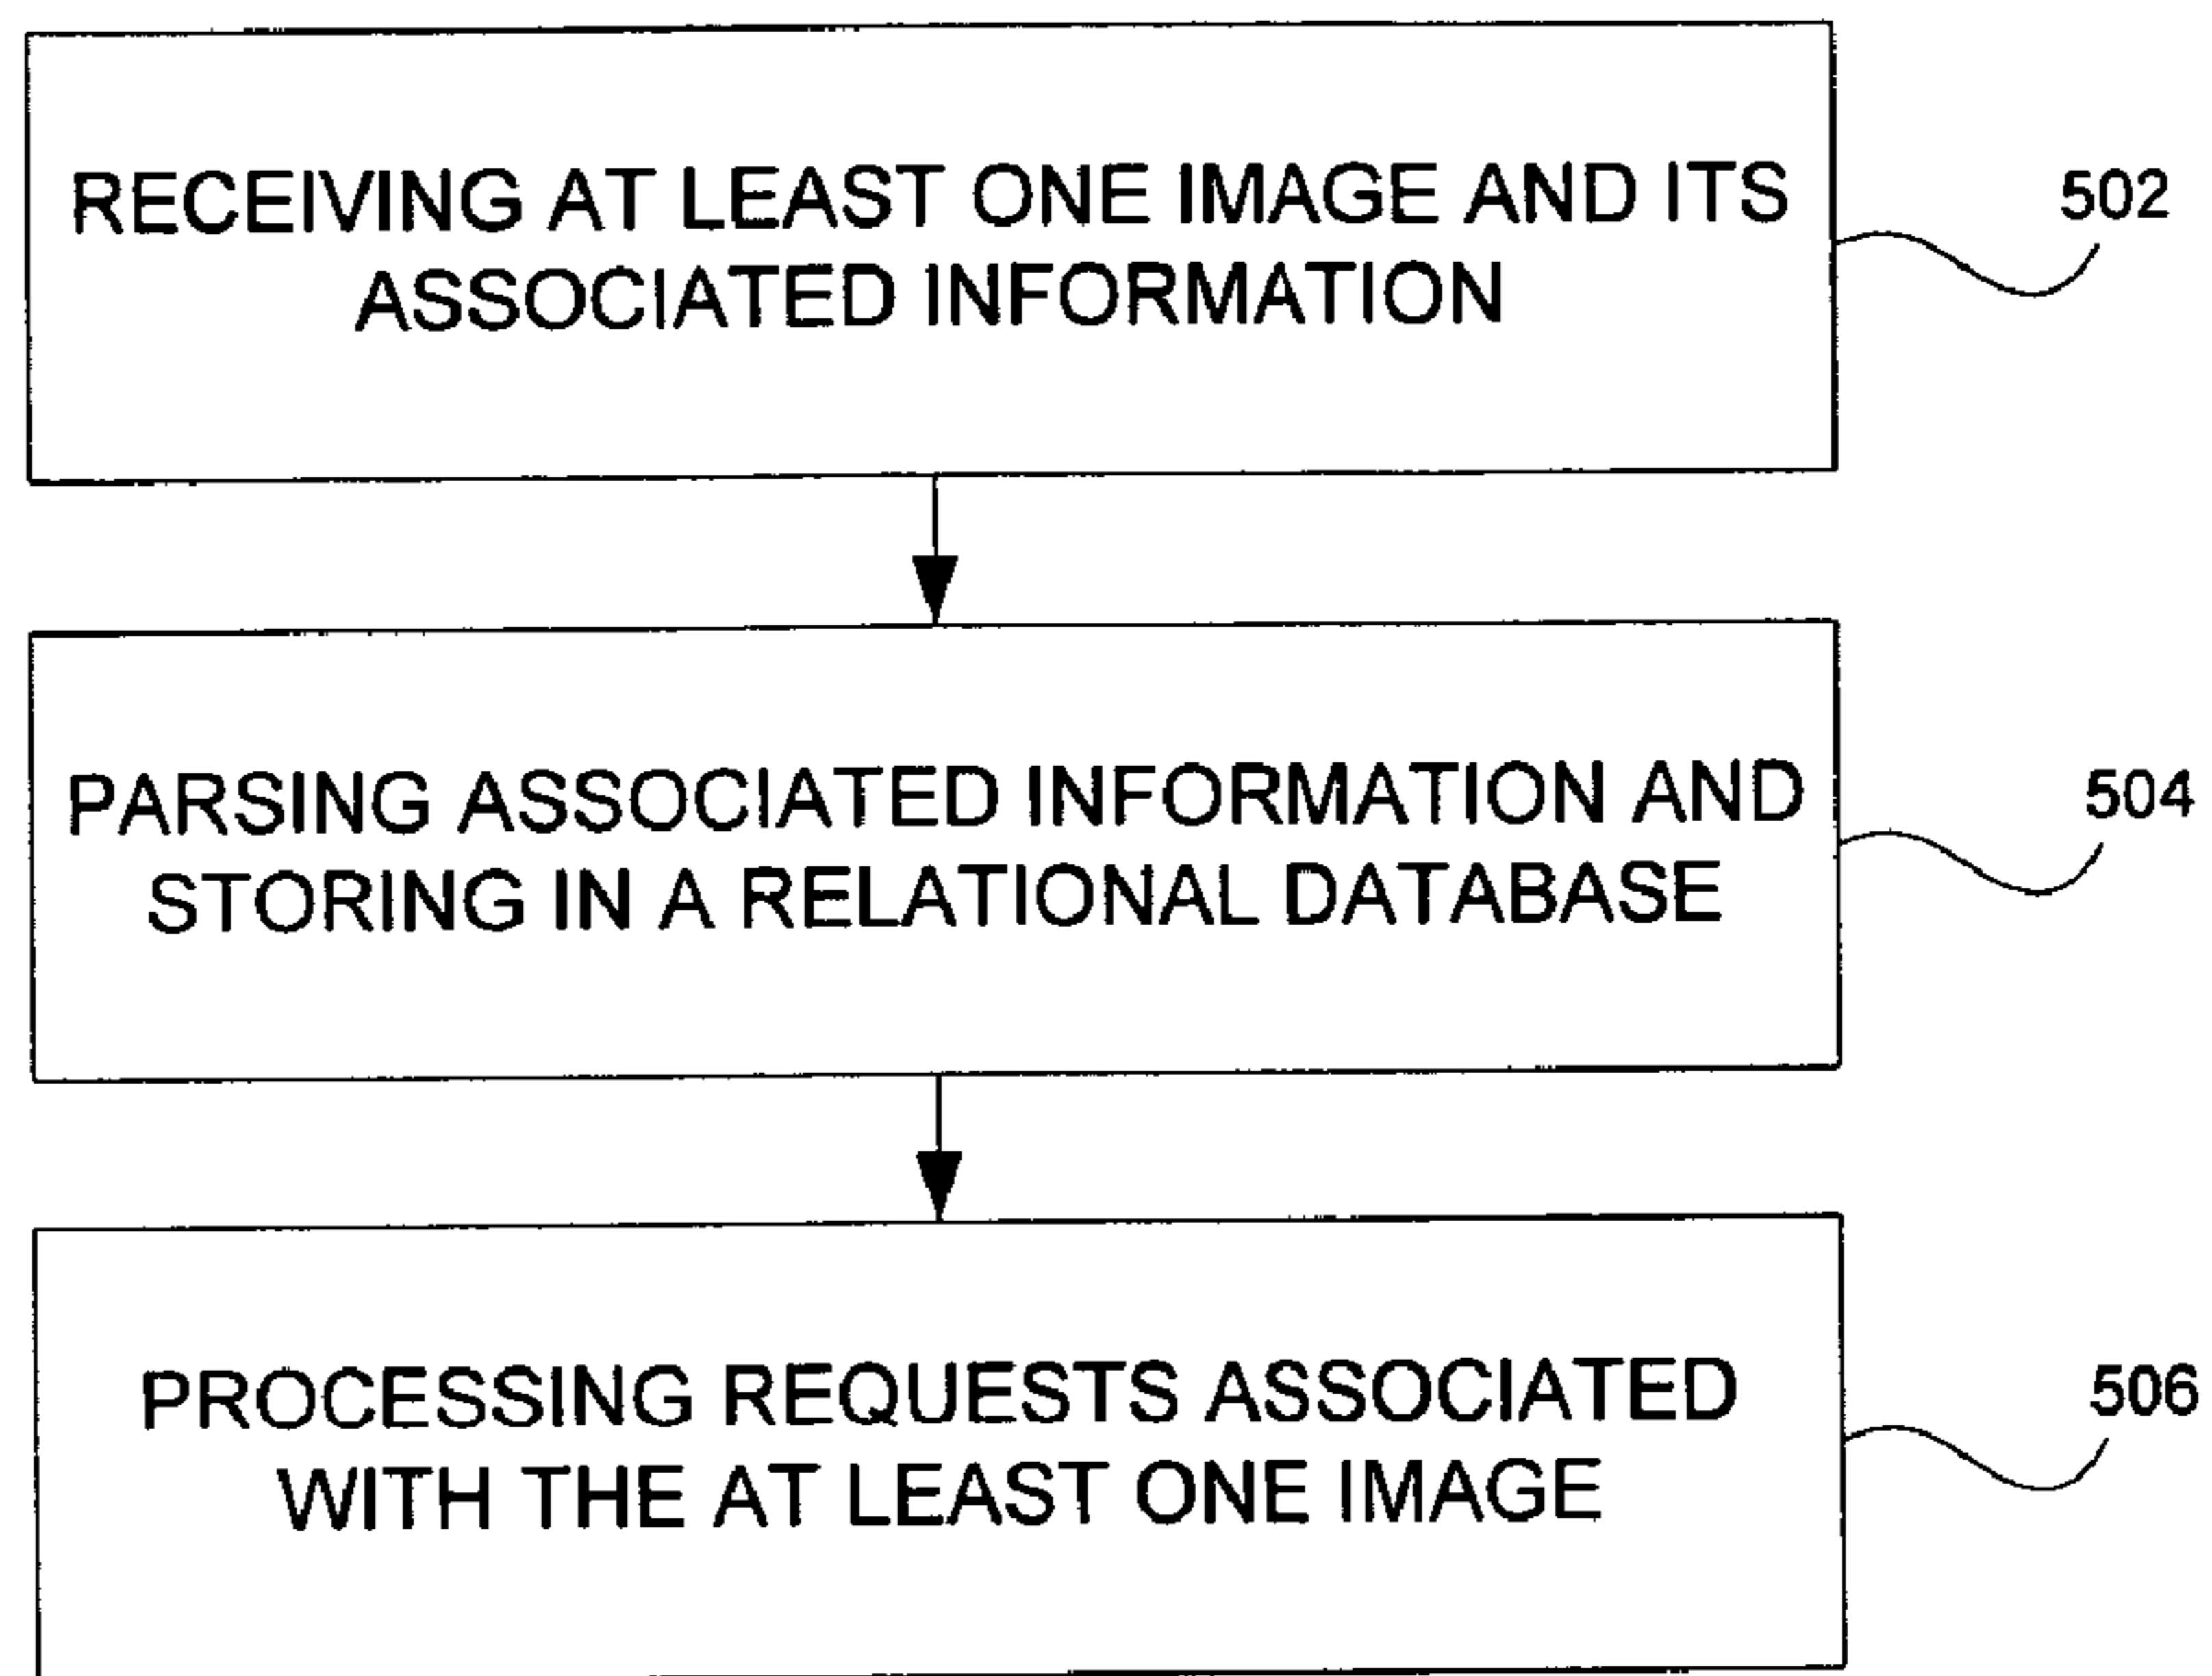 RECEIVING AT LEAST ONE IMAGE AND ITS
ASSOCIATED INFORMATION
502
PARSING ASSOCIATED INFORMATION AND
STORING IN A RELATIONAL DATABASE
504
PROCESSING REQUESTS ASSOCIATED
WITH THE AT LEAST ONE IMAGE
506